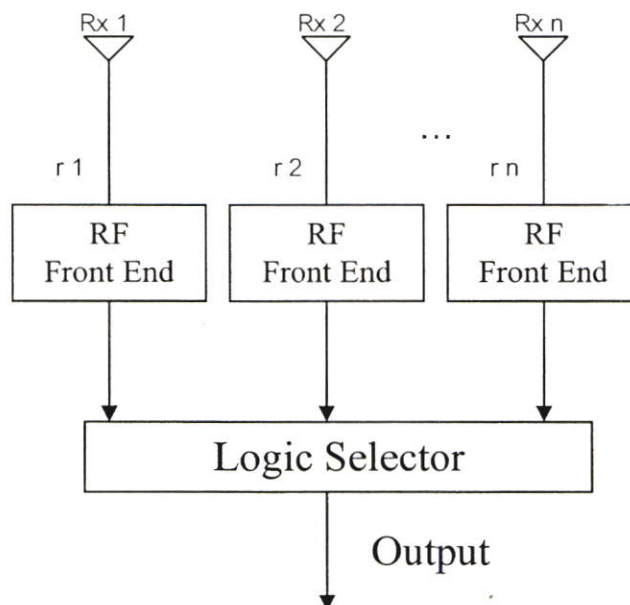 Rx 1 Rx 2 Rx n
...
r 1 r 2 r n
RF RF RF
Front End Front End Front End
Logic Selector
Output